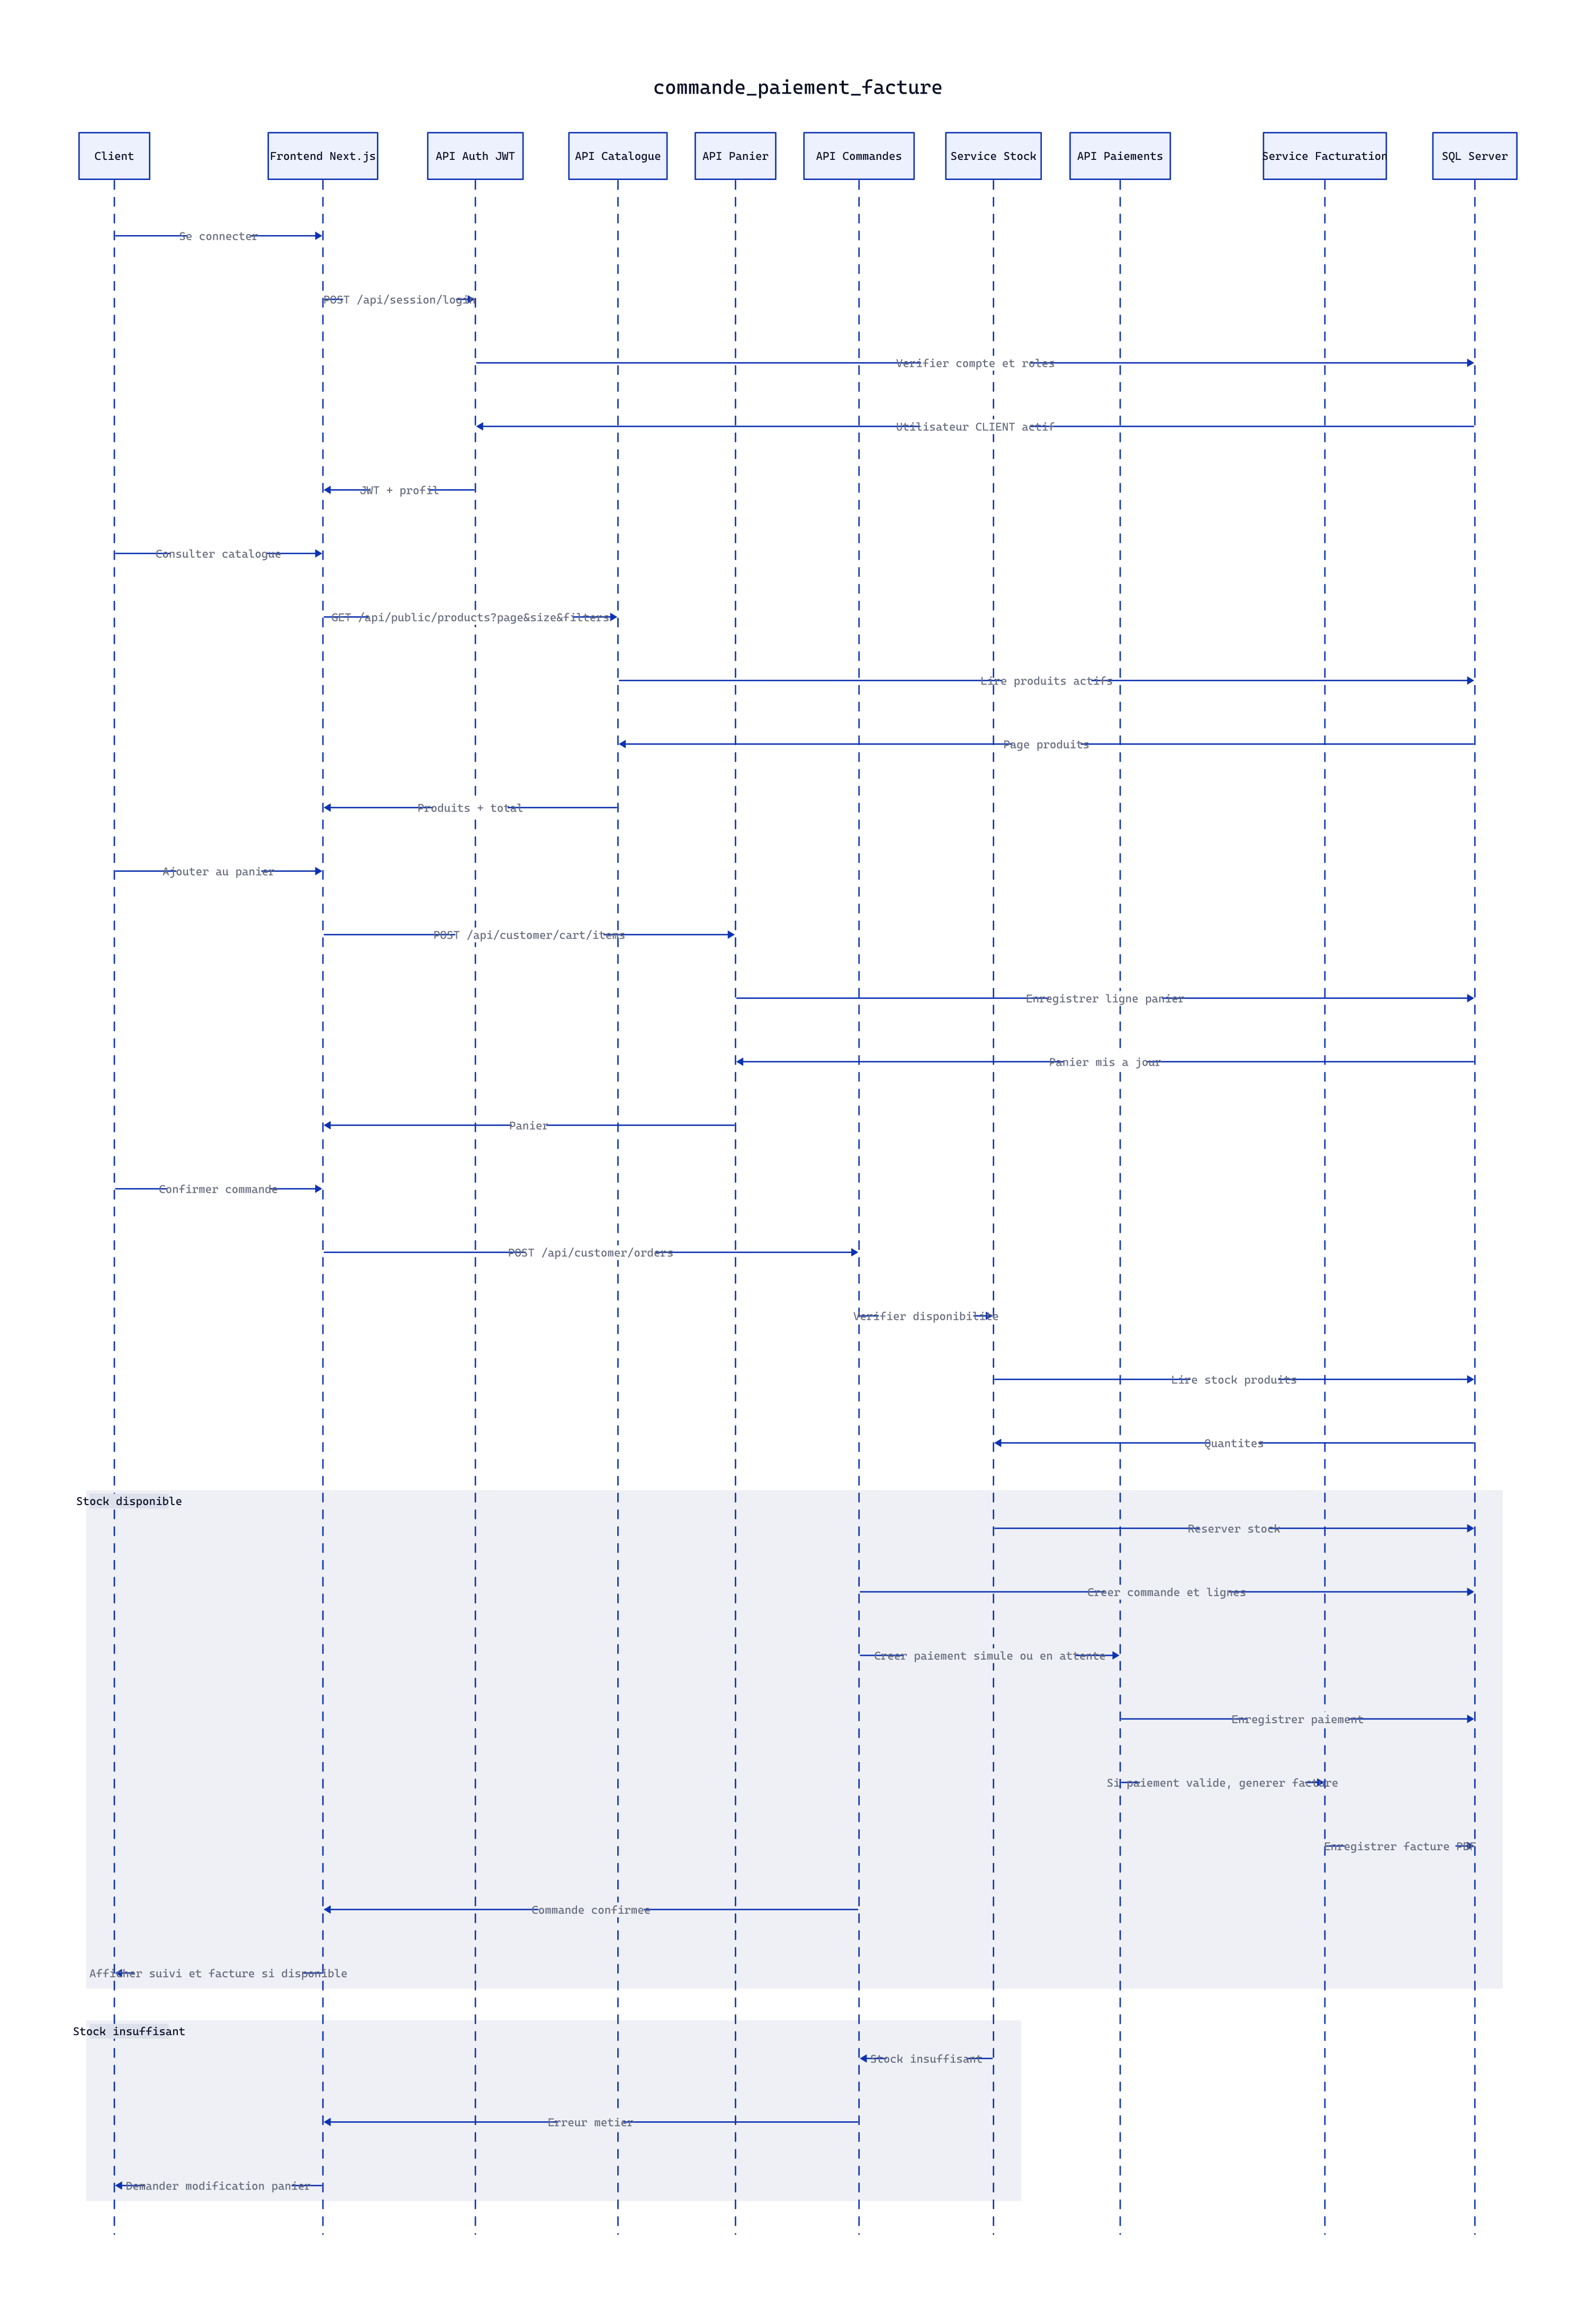 commande_paiement_facture
Client
Frontend Next.js
API Auth JWT
API Catalogue
API Panier
API Commandes
Service Stock
API Paiements
Service Facturation
SQL Server
Se connecter
POST /api/session/login
Verifier compte et roles
Utilisateur CLIENT actif
JWT + profil
Consulter catalogue
GET /api/public/products?page&size&filters
Lire produits actifs
Page produits
Produits + total
Ajouter au panier
POST /api/customer/cart/items
Enregistrer ligne panier
Panier mis a jour
Panier
Confirmer commande
POST /api/customer/orders
Verifier disponibilite
Lire stock produits
Quantites
Stock disponible
Reserver stock
Creer commande et lignes
Creer paiement simule ou en attente
Enregistrer paiement
Si paiement valide, generer facture
Enregistrer facture PDF
Commande confirmee
Afficher suivi et facture si disponible
Stock insuffisant
Stock insuffisant
Erreur metier
Demander modification panier